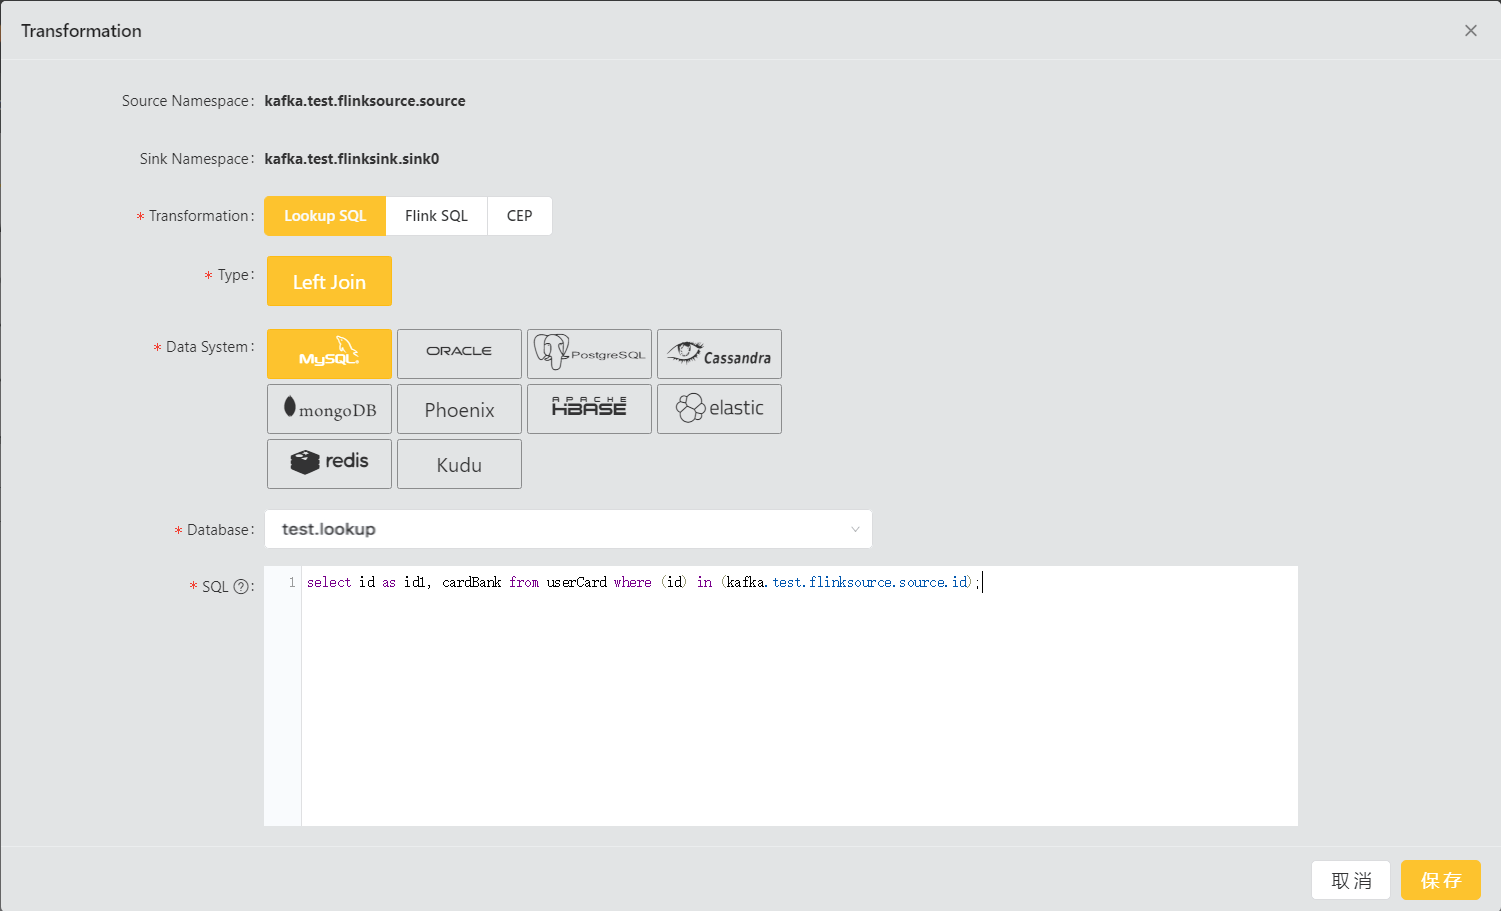 Transformation
Source Namespace: kafka.test.flinksource.source
Sink Namespace: kafka.test.flinksink.sink0
* Transformation: Lookup SQL Flink SQL CEP
* Type: Left Join
* Data System: MySQL ORACLE PostgreSQL Cassandra
mongoDB Phoenix APACHE HBASE elastic
redis Kudu
* Database: test.lookup
* SQL ?: 1 select id as id1, cardBank from userCard where (id) in (kafka.test.flinksource.source.id);
取 消 保 存